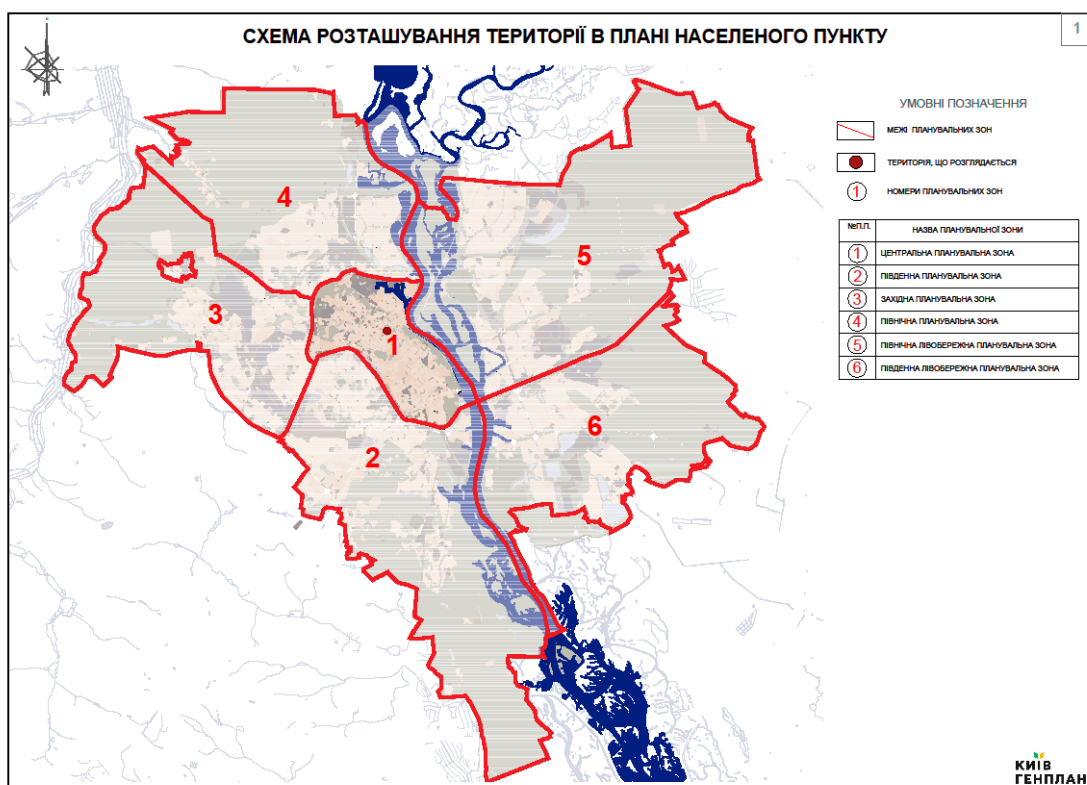 СХЕМА РОЗТАШУВАННЯ ТЕРИТОРІЇ В ПЛАНІ НАСЕЛЕНОГО ПУНКТУ
1
УМОВНІ ПОЗНАЧЕННЯ
МЕЖІ ПЛАНУВАЛЬНИХ ЗОН
ТЕРИТОРІЯ, ЩО РОЗГЛЯДАЄТЬСЯ
1 НОМЕРИ ПЛАНУВАЛЬНИХ ЗОН
№П.П. НАЗВА ПЛАНУВАЛЬНОЇ ЗОНИ
1 ЦЕНТРАЛЬНА ПЛАНУВАЛЬНА ЗОНА
2 ПІВДЕННА ПЛАНУВАЛЬНА ЗОНА
3 ЗАХІДНА ПЛАНУВАЛЬНА ЗОНА
4 ПІВНІЧНА ПЛАНУВАЛЬНА ЗОНА
5 ПІВНІЧНА ЛІВОБЕРЕЖНА ПЛАНУВАЛЬНА ЗОНА
6 ПІВДЕННА ЛІВОБЕРЕЖНА ПЛАНУВАЛЬНА ЗОНА
4
5
3
1
6
2
КИЇВ
ГЕНПЛАН